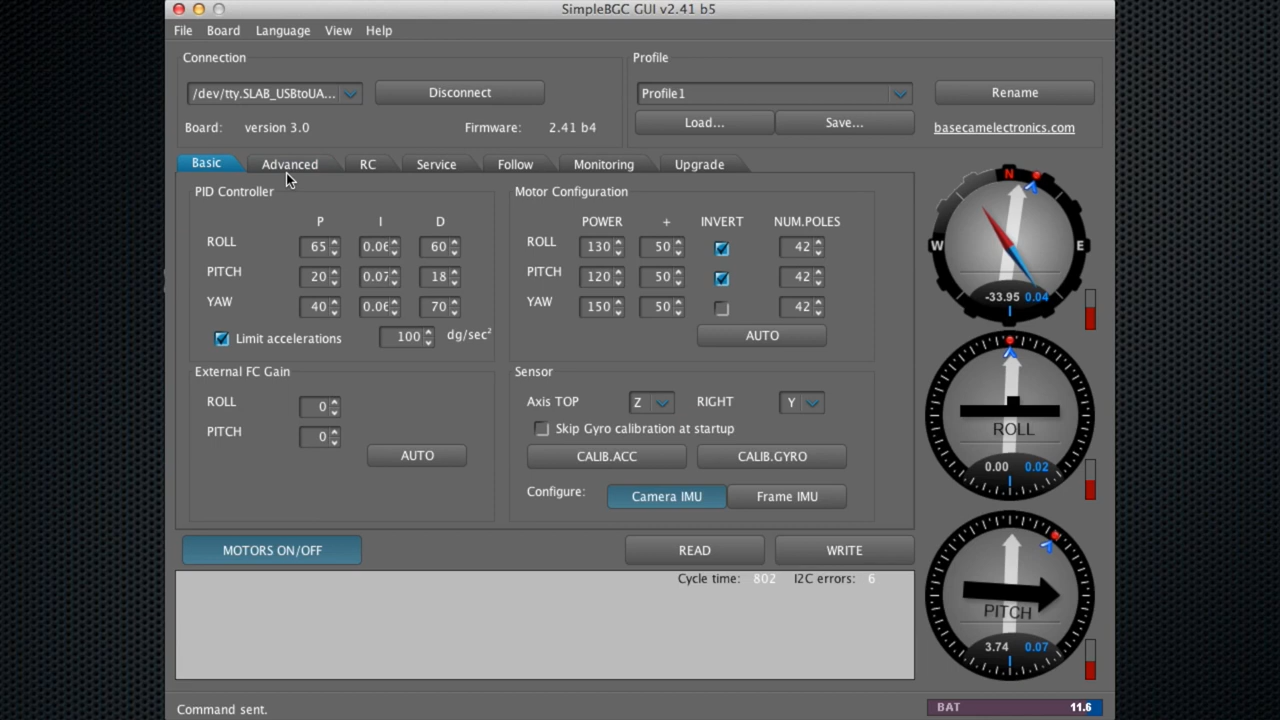 SimpleBGC GUI v2.41 b5
File Board Language View Help
Connection
Profile
/dev/tty.SLAB_USBtoUA... Disconnect
Profile1 Rename
Load... Save...
Board: version 3.0 Firmware: 2.41 b4
basecamelectronics.com
Basic Advanced RC Service Follow Monitoring Upgrade
PID Controller
P I D
ROLL 65 0.06 60
PITCH 20 0.07 18
YAW 40 0.06 70
Limit accelerations 100 dg/sec²
Motor Configuration
POWER + INVERT NUM.POLES
ROLL 130 50 42
PITCH 120 50 42
YAW 150 50 42
AUTO
External FC Gain
ROLL 0
PITCH 0
AUTO
Sensor
Axis TOP Z RIGHT Y
Skip Gyro calibration at startup
CALIB.ACC CALIB.GYRO
Configure: Camera IMU Frame IMU
MOTORS ON/OFF READ WRITE
Cycle time: 802 I2C errors: 6
N
W E
-33.95 0.04
ROLL
0.00 0.02
PITCH
3.74 0.07
Command sent.
BAT 11.6